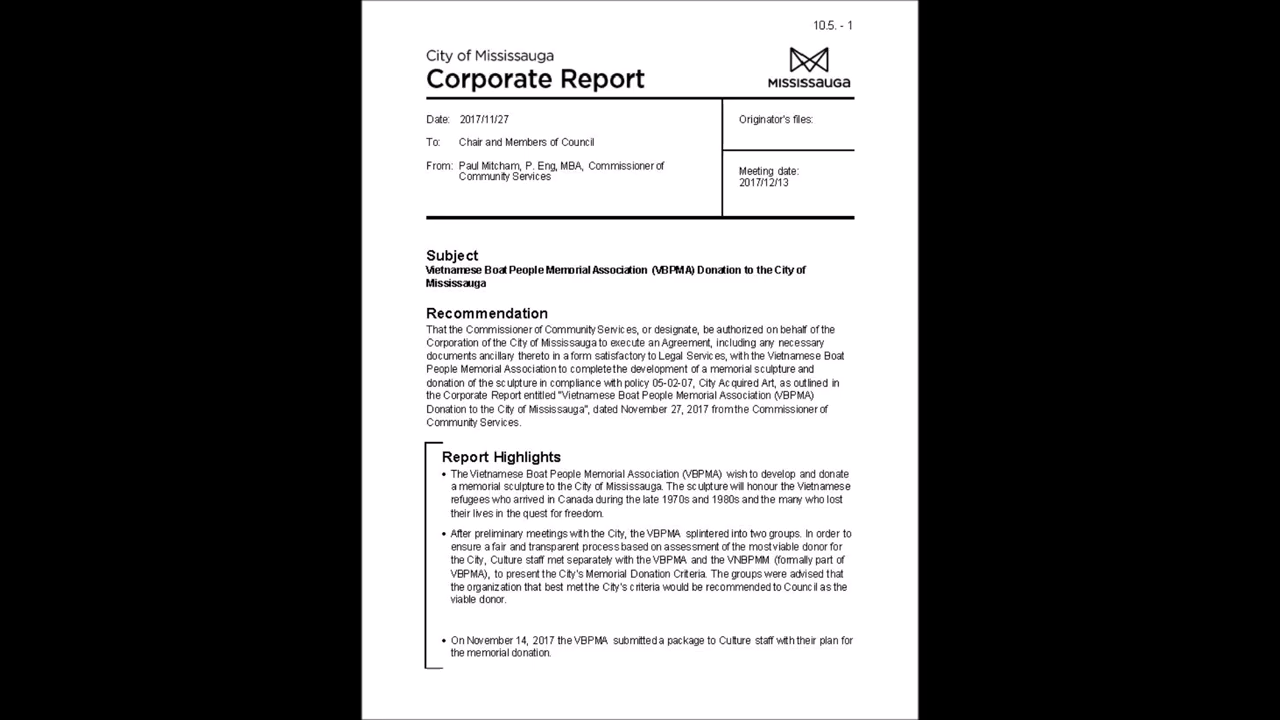 10.5. - 1
City of Mississauga
Corporate Report
MISSISSAUGA
Date: 2017/11/27
To: Chair and Members of Council
From: Paul Mitcham, P. Eng, MBA, Commissioner of
Community Services
Originator's files:
Meeting date:
2017/12/13
Subject
Vietnamese Boat People Memorial Association (VBPMA) Donation to the City of
Mississauga
Recommendation
That the Commissioner of Community Services, or designate, be authorized on behalf of the
Corporation of the City of Mississauga to execute an Agreement, including any necessary
documents ancillary thereto in a form satisfactory to Legal Services, with the Vietnamese Boat
People Memorial Association to complete the development of a memorial sculpture and
donation of the sculpture in compliance with policy 05-02-07, City Acquired Art, as outlined in
the Corporate Report entitled "Vietnamese Boat People Memorial Association (VBPMA)
Donation to the City of Mississauga", dated November 27, 2017 from the Commissioner of
Community Services.
Report Highlights
• The Vietnamese Boat People Memorial Association (VBPMA) wish to develop and donate
a memorial sculpture to the City of Mississauga. The sculpture will honour the Vietnamese
refugees who arrived in Canada during the late 1970s and 1980s and the many who lost
their lives in the quest for freedom.
• After preliminary meetings with the City, the VBPMA splintered into two groups. In order to
ensure a fair and transparent process based on assessment of the most viable donor for
the City, Culture staff met separately with the VBPMA and the VNBPMM (formally part of
VBPMA), to present the City's Memorial Donation Criteria. The groups were advised that
the organization that best met the City's criteria would be recommended to Council as the
viable donor.
• On November 14, 2017 the VBPMA submitted a package to Culture staff with their plan for
the memorial donation.